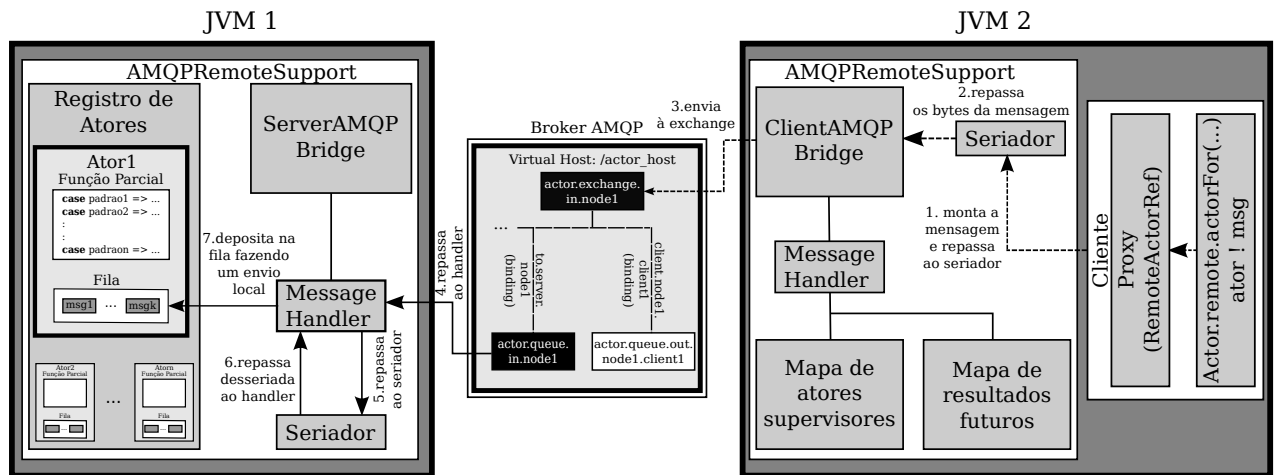 JVM 1
AMQPRemoteSupport
Registro de
Atores
Ator1
Função Parcial
case padrao1 => ...
case padrao2 => ...
:
:
case padraon => ...
Fila
msg1 ... msgk
Ator2
Função Parcial
Fila
...
...
Atorn
Função Parcial
Fila
...
ServerAMQP
Bridge
7.deposita na
fila fazendo
um envio
local
Message
Handler
6.repassa
desseriada
ao handler
5.repassa
ao seriador
Seriador
4.repassa
ao handler
Broker AMQP
Virtual Host: /actor_host
actor.exchange.
in.node1
...
to.server.
node1
(binding)
client.node1.
client1
(binding)
actor.queue.
in.node1
actor.queue.out.
node1.client1
3.envia
à exchange
JVM 2
AMQPRemoteSupport
ClientAMQP
Bridge
2.repassa
os bytes da mensagem
Seriador
1. monta a
mensagem
e repassa
ao seriador
Message
Handler
Mapa de
atores
supervisores
Mapa de
resultados
futuros
Cliente
Proxy
(RemoteActorRef)
Actor.remote.actorFor(...)
ator ! msg